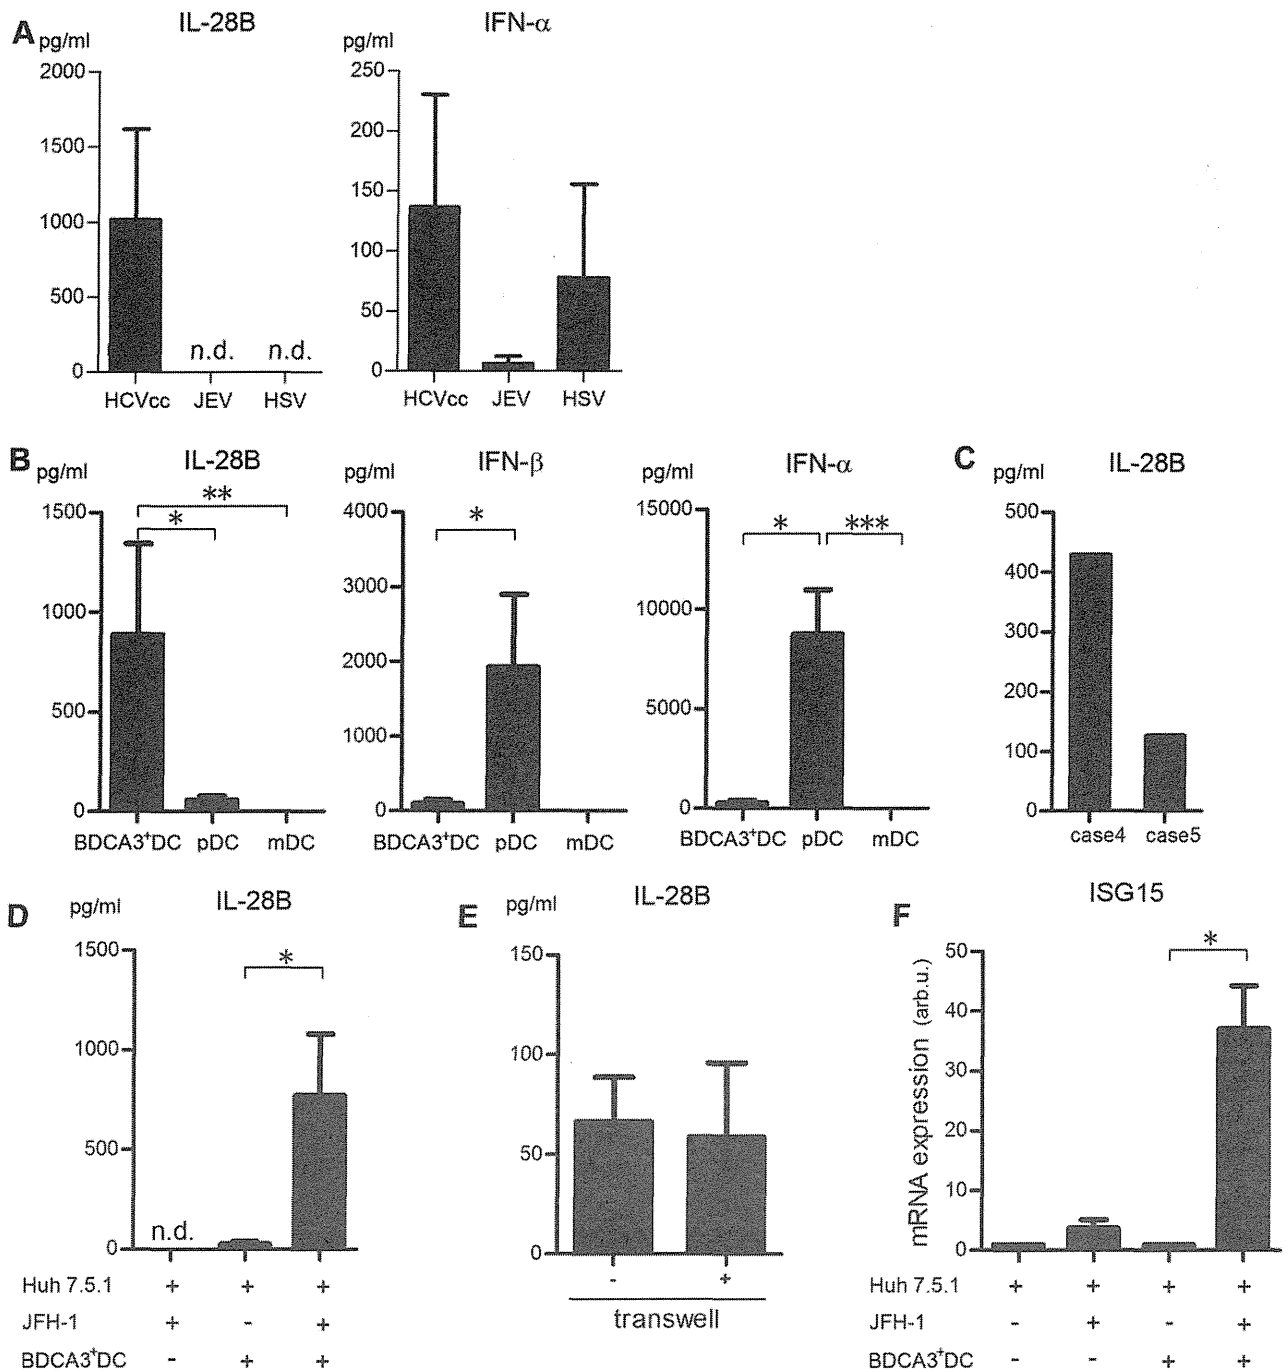 A
IL-28B
IFN-α
pg/ml
pg/ml
2000
1500
1000
500
0
n.d.
n.d.
HCVcc JEV HSV
250
200
150
100
50
0
HCVcc JEV HSV
B
pg/ml
IL-28B
1500
1000
500
0
**
*
BDCA3⁺DC pDC mDC
pg/ml
IFN-β
4000
3000
2000
1000
0
*
BDCA3⁺DC pDC mDC
pg/ml
IFN-α
15000
10000
5000
0
* ***
BDCA3⁺DC pDC mDC
C
pg/ml
IL-28B
500
400
300
200
100
0
case4 case5
D
pg/ml
IL-28B
1500
1000
500
0
n.d.
*
Huh 7.5.1 + + +
JFH-1 + - +
BDCA3⁺DC - + +
E
pg/ml
IL-28B
150
100
50
0
- +
transwell
F
ISG15
mRNA expression (arb.u.)
50
40
30
20
10
0
*
Huh 7.5.1 + + + +
JFH-1 - + - +
BDCA3⁺DC - - + +